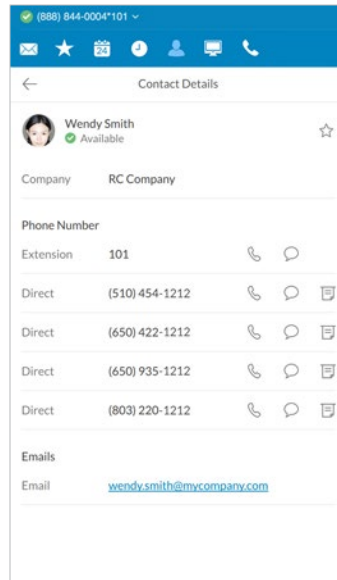 (888) 844-0004*101
24
Contact Details
Wendy Smith
Available
Company RC Company
Phone Number
Extension 101
Direct (510) 454-1212
Direct (650) 422-1212
Direct (650) 935-1212
Direct (803) 220-1212
Emails
Email wendy.smith@mycompany.com